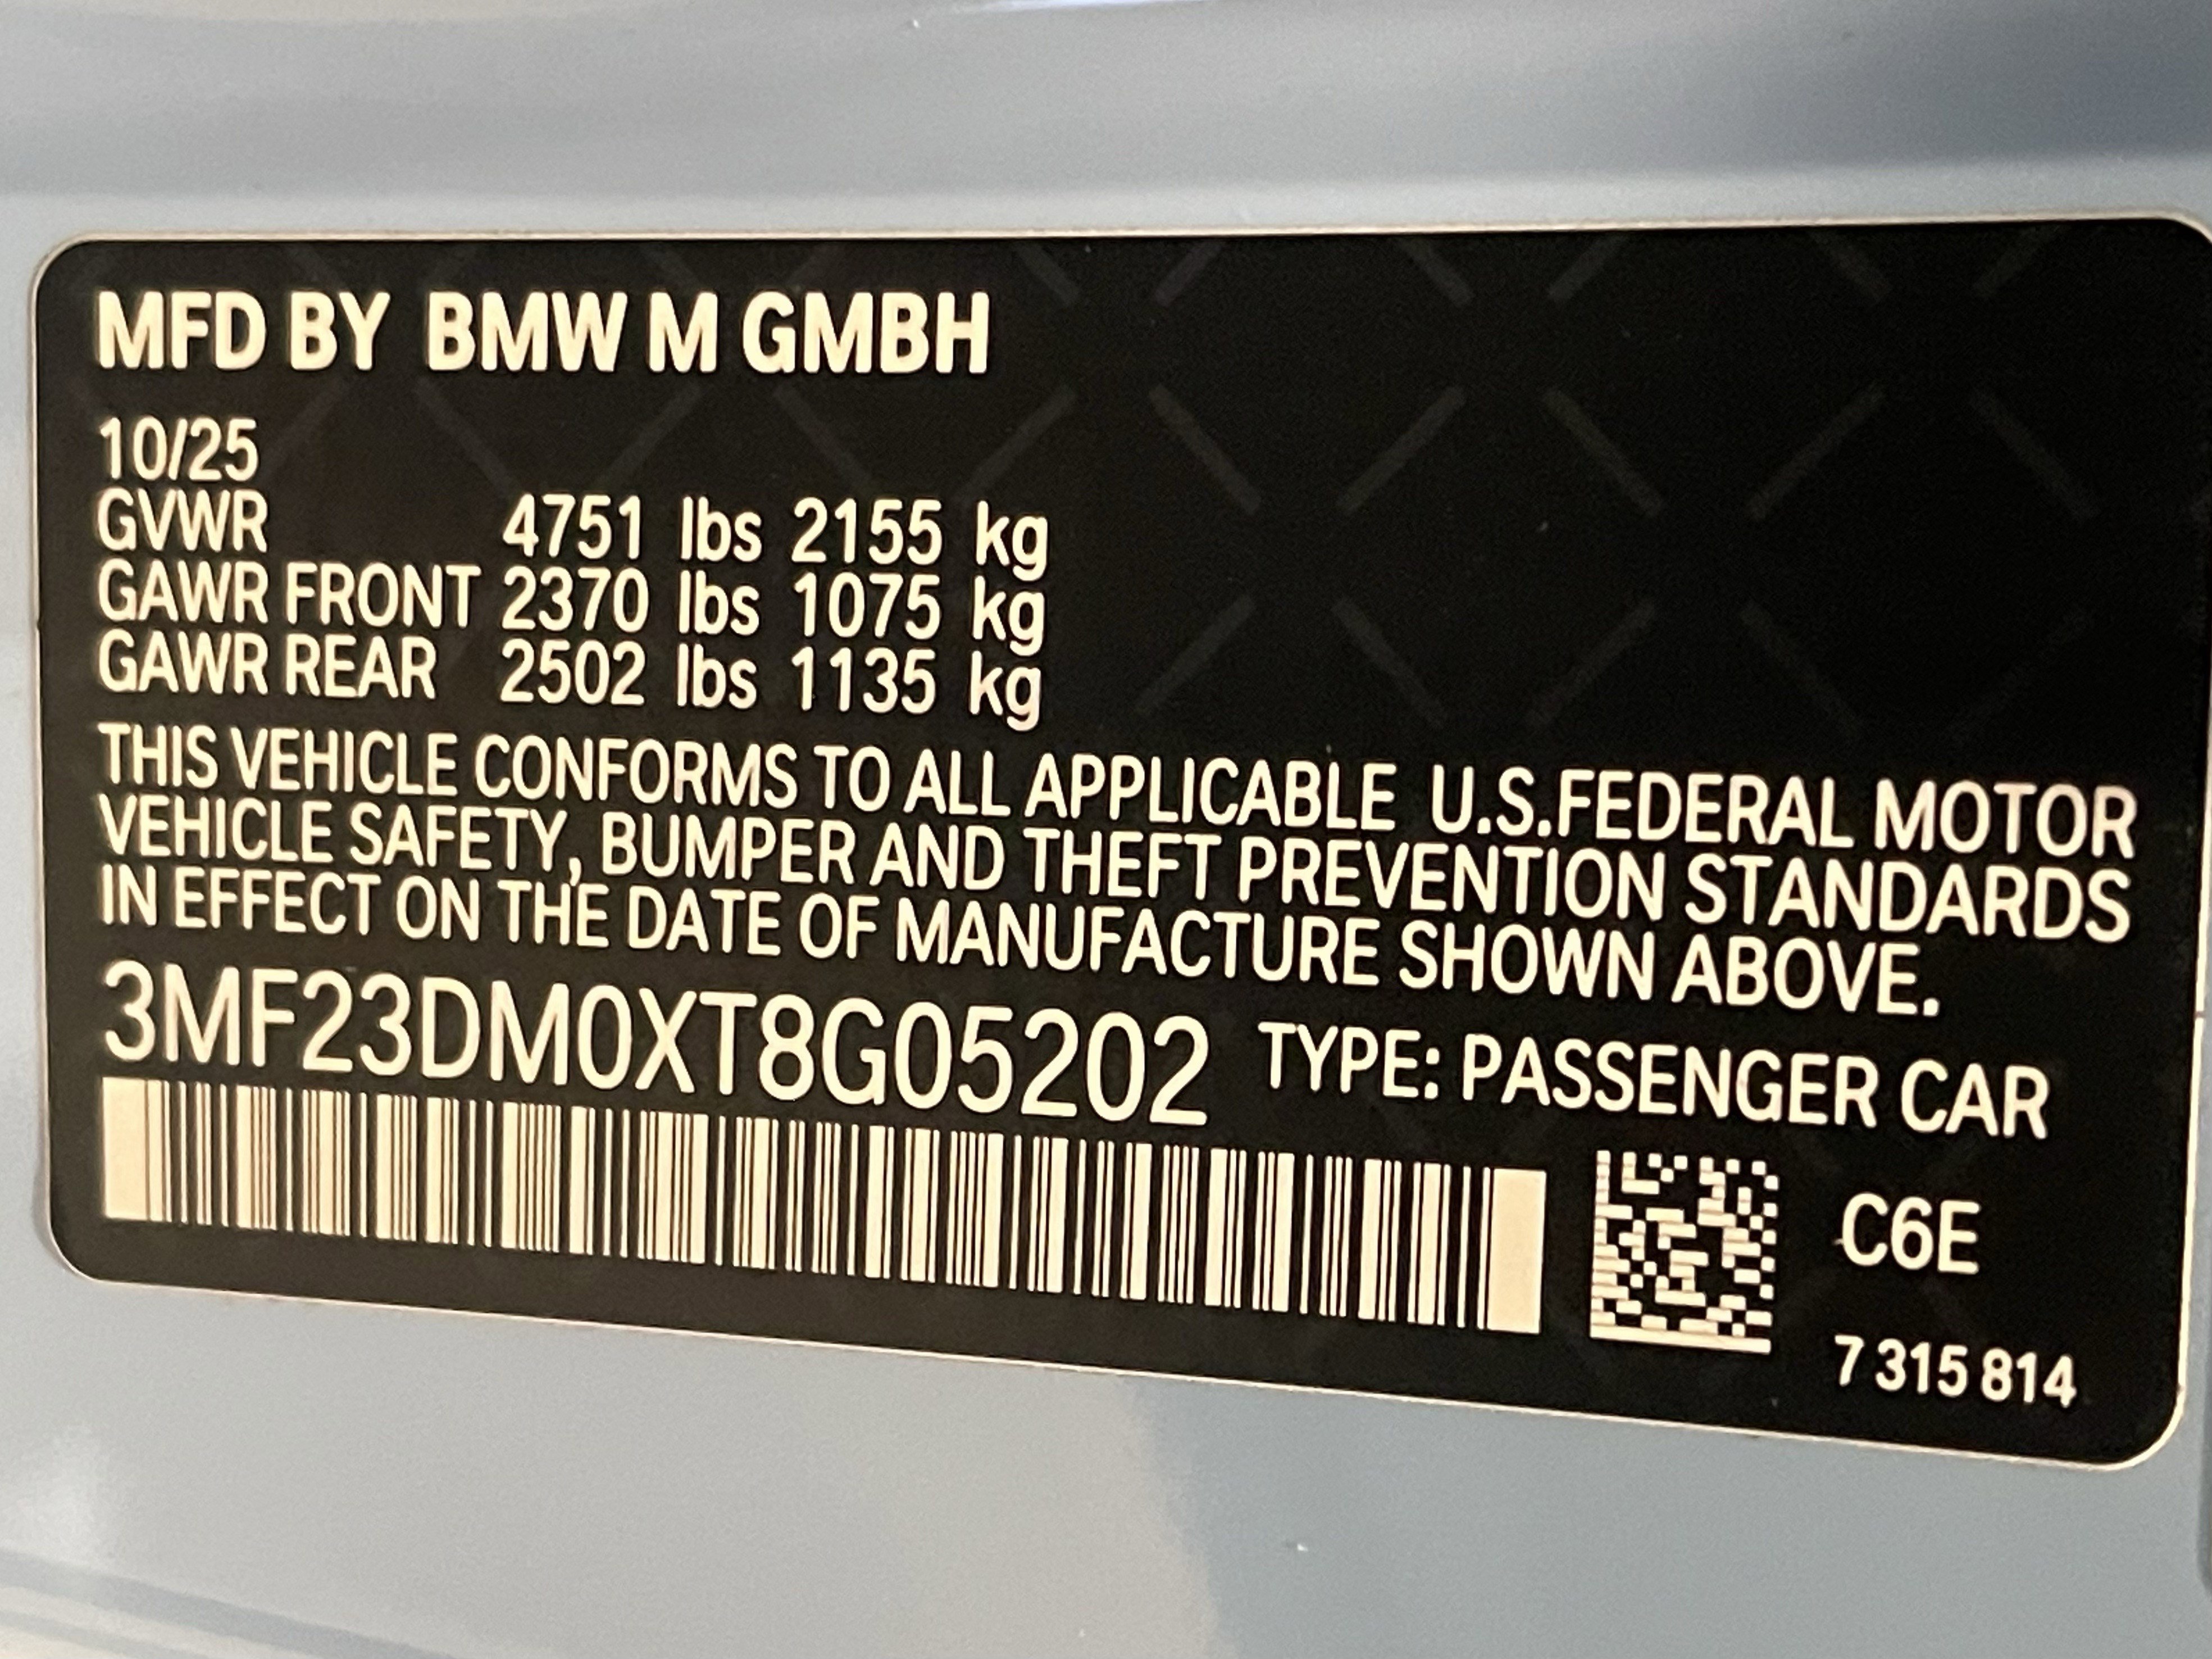 MFD BY BMW M GMBH
10/25
GVWR 4751 lbs 2155 kg
GAWR FRONT 2370 lbs 1075 kg
GAWR REAR 2502 lbs 1135 kg
THIS VEHICLE CONFORMS TO ALL APPLICABLE U.S.FEDERAL MOTOR
VEHICLE SAFETY, BUMPER AND THEFT PREVENTION STANDARDS
IN EFFECT ON THE DATE OF MANUFACTURE SHOWN ABOVE.
3MF23DM0XT8G05202 TYPE: PASSENGER CAR
C6E
7 315 814